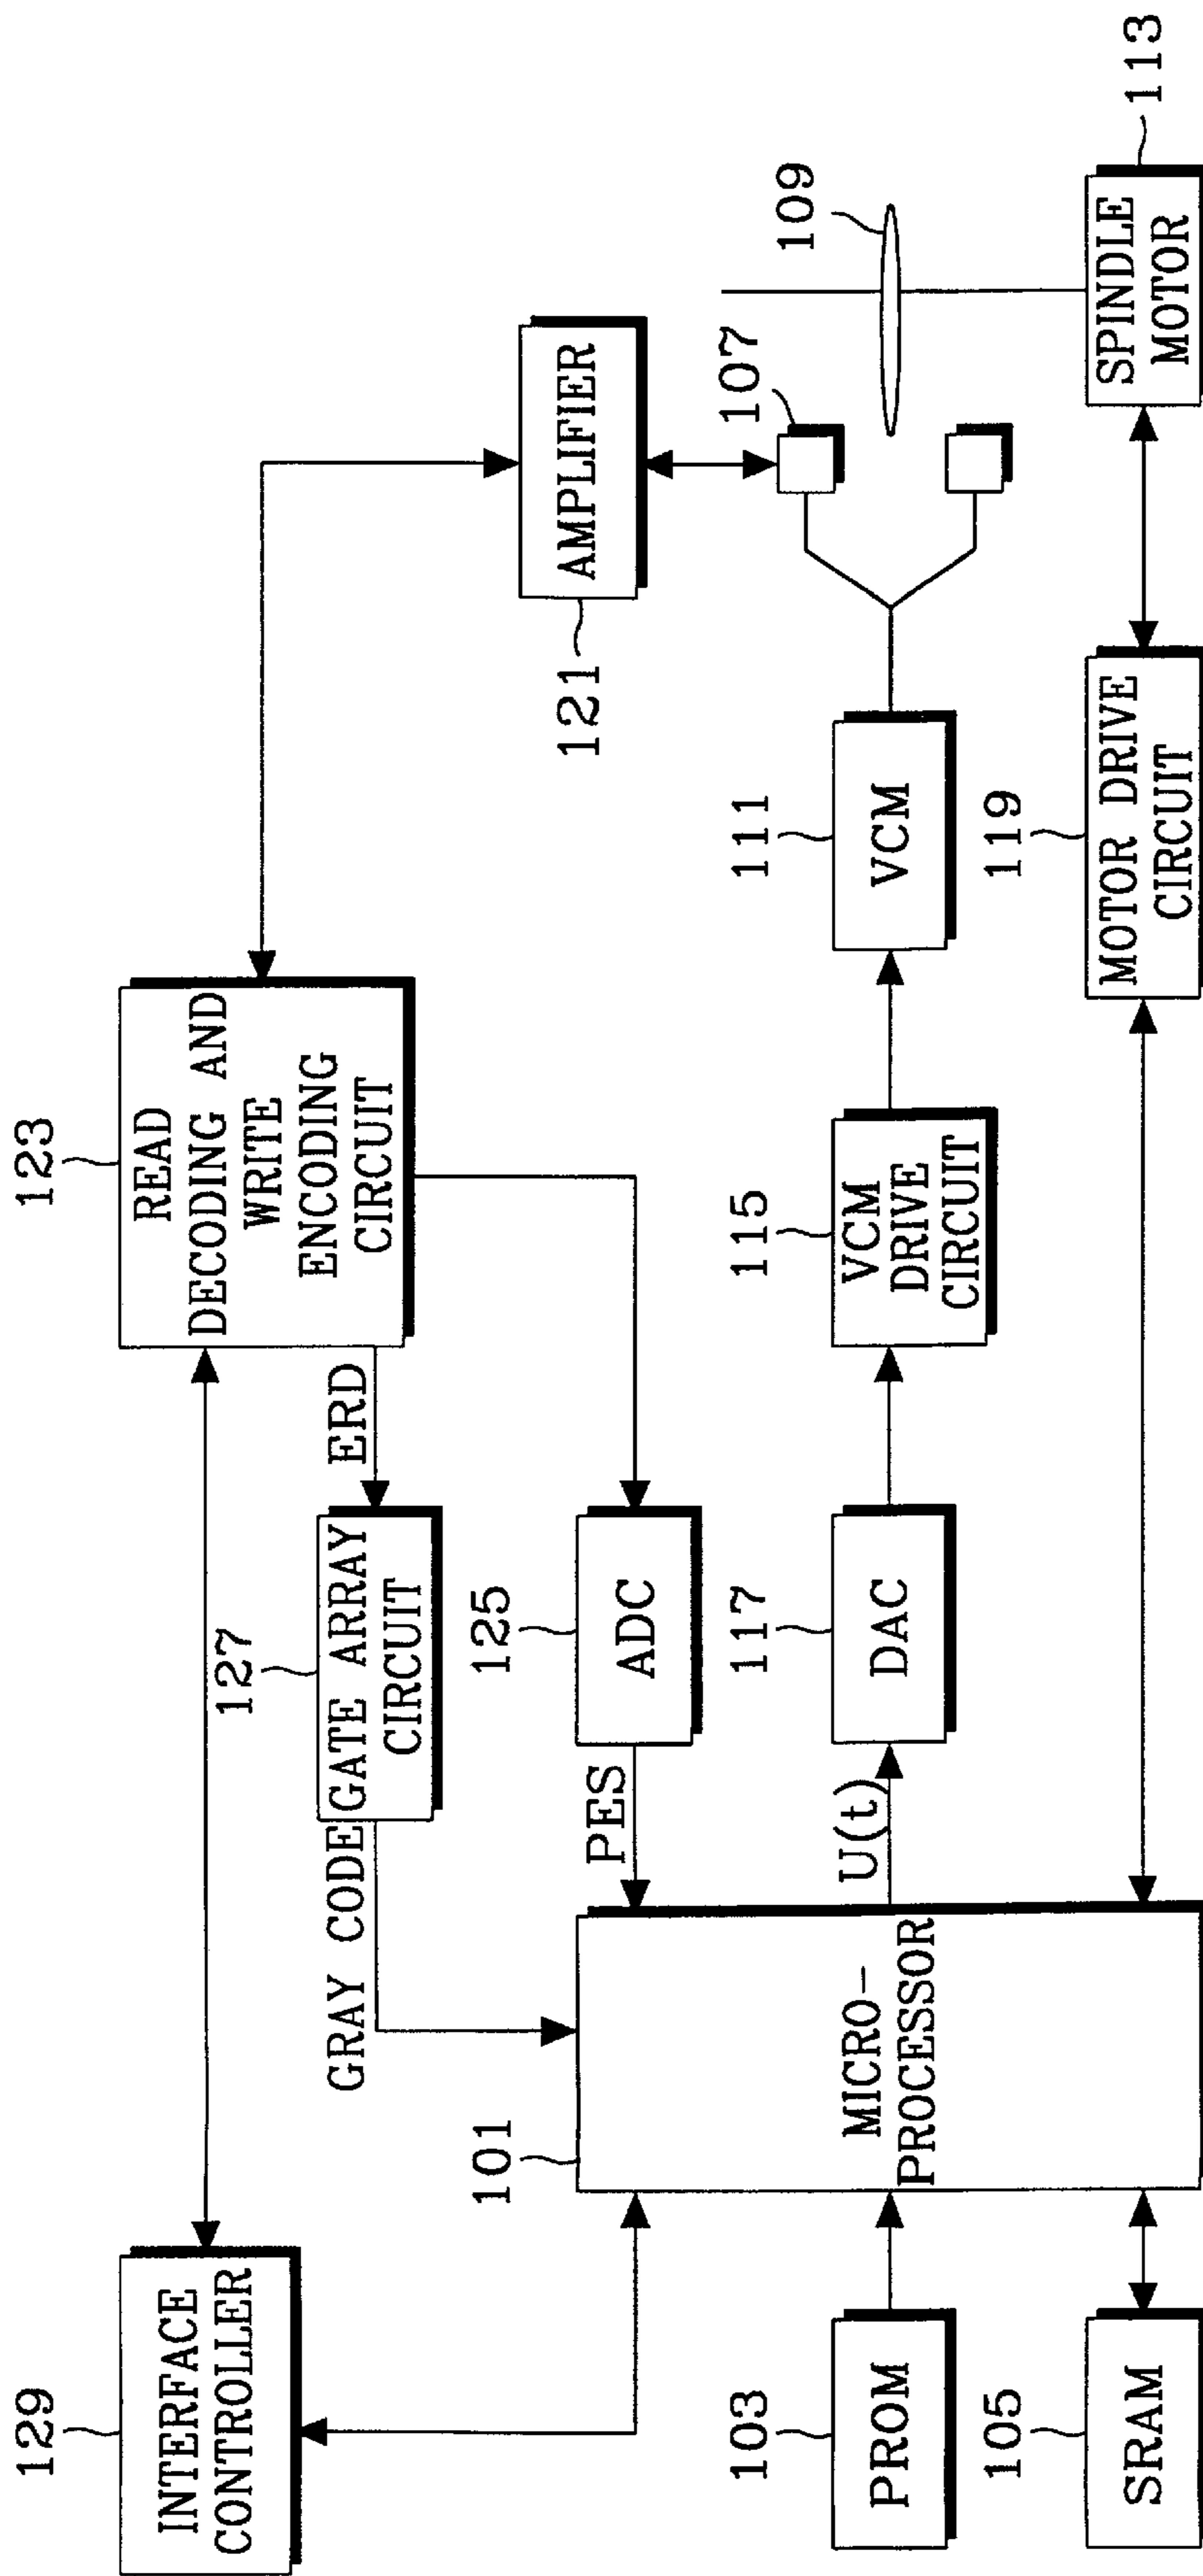 129
INTERFACE
CONTROLLER
123
READ
DECODING AND
WRITE
ENCODING
CIRCUIT
ERD
127
GATE ARRAY
CIRCUIT
GRAY CODE
AMPLIFIER
121
125
ADC
PES
101
MICRO-
PROCESSOR
U(t)
117
DAC
115
VCM
DRIVE
CIRCUIT
111
VCM
107
109
103
PROM
105
SRAM
119
MOTOR DRIVE
CIRCUIT
SPINDLE
MOTOR
113